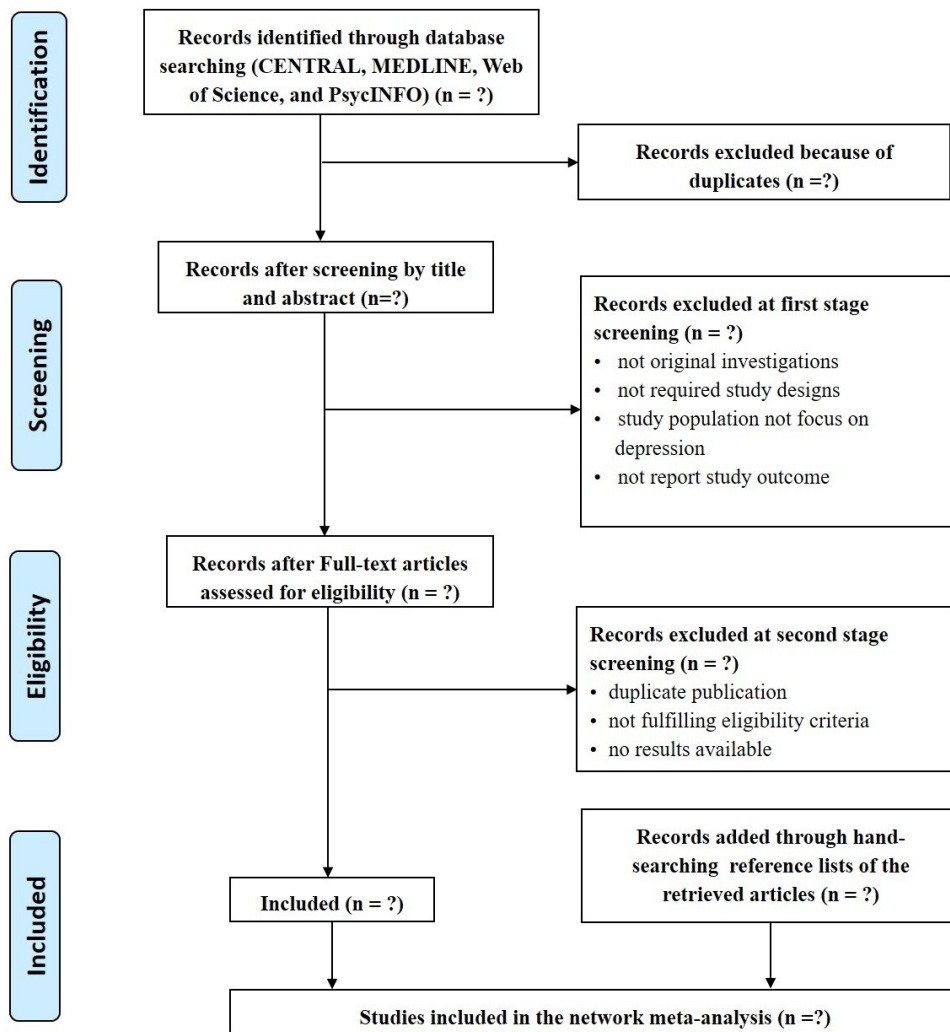 Identification
Records identified through database
searching (CENTRAL, MEDLINE, Web
of Science, and PsycINFO) (n = ?)
Records excluded because of
duplicates (n =?)
Screening
Records after screening by title
and abstract (n=?)
Records excluded at first stage
screening (n = ?)
• not original investigations
• not required study designs
• study population not focus on
depression
• not report study outcome
Eligibility
Records after Full-text articles
assessed for eligibility (n = ?)
Records excluded at second stage
screening (n = ?)
• duplicate publication
• not fulfilling eligibility criteria
• no results available
Included
Records added through hand-
searching reference lists of the
retrieved articles (n = ?)
Included (n = ?)
Studies included in the network meta-analysis (n =?)